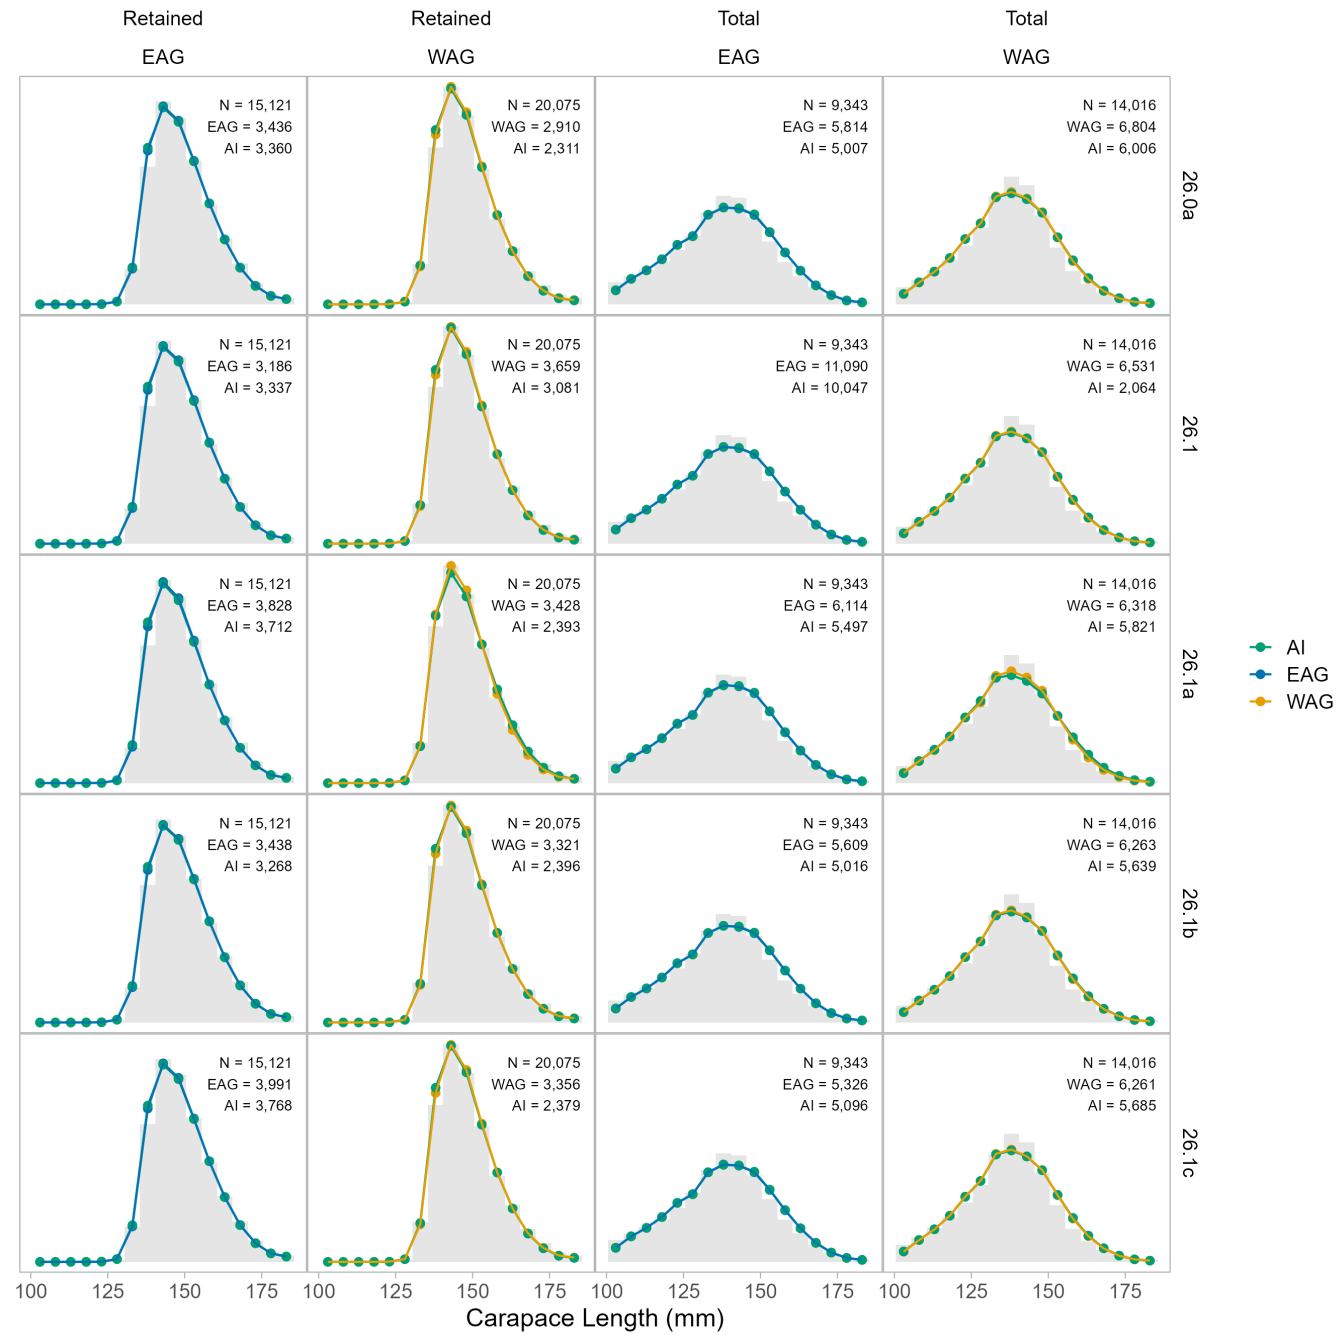 Retained Retained Total Total
EAG WAG EAG WAG
N = 15,121
EAG = 3,436
AI = 3,360
N = 20,075
WAG = 2,910
AI = 2,311
N = 9,343
EAG = 5,814
AI = 5,007
N = 14,016
WAG = 6,804
AI = 6,006
26.0a
N = 15,121
EAG = 3,186
AI = 3,337
N = 20,075
WAG = 3,659
AI = 3,081
N = 9,343
EAG = 11,090
AI = 10,047
N = 14,016
WAG = 6,531
AI = 2,064
26.1
N = 15,121
EAG = 3,828
AI = 3,712
N = 20,075
WAG = 3,428
AI = 2,393
N = 9,343
EAG = 6,114
AI = 5,497
N = 14,016
WAG = 6,318
AI = 5,821
26.1a
N = 15,121
EAG = 3,438
AI = 3,268
N = 20,075
WAG = 3,321
AI = 2,396
N = 9,343
EAG = 5,609
AI = 5,016
N = 14,016
WAG = 6,263
AI = 5,639
26.1b
N = 15,121
EAG = 3,991
AI = 3,768
N = 20,075
WAG = 3,356
AI = 2,379
N = 9,343
EAG = 5,326
AI = 5,096
N = 14,016
WAG = 6,261
AI = 5,685
26.1c
100 125 150 175 100 125 150 175 100 125 150 175 100 125 150 175
Carapace Length (mm)
AI
EAG
WAG